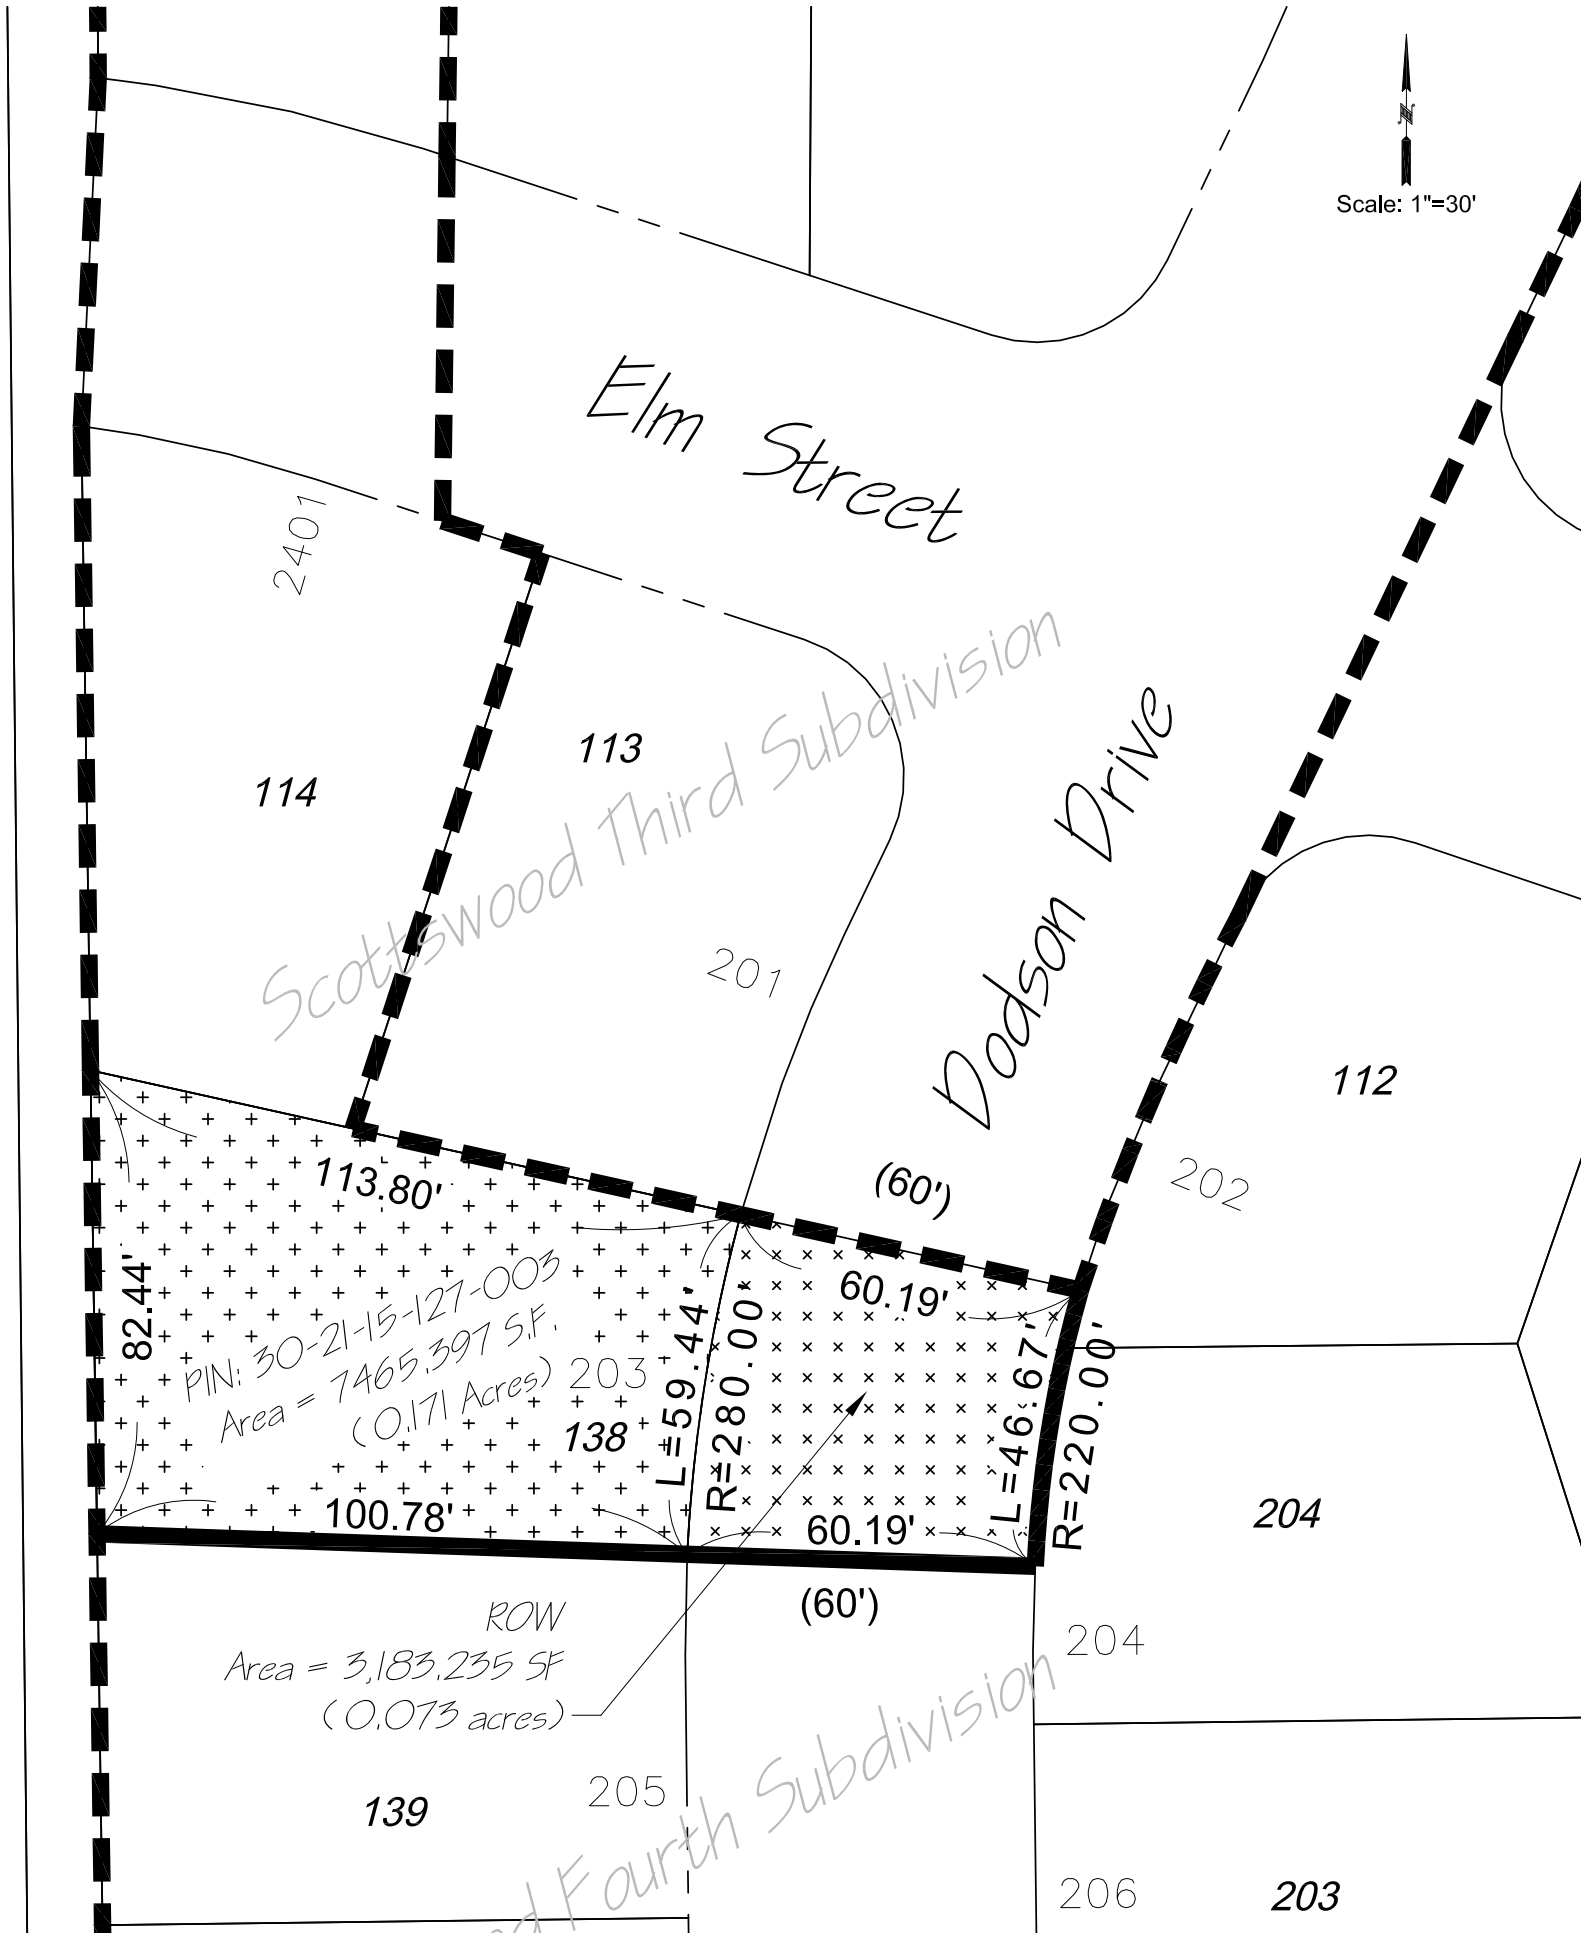 N
Scale: 1"=30'
Elm Street
2401
Scottswood Third Subdivision
113
114
Dodson Drive
201
112
(60')
202
113.80'
60.19'
82.44'
PIN: 30-21-15-127-003
Area = 7465.397 S.F.
(0.171 Acres)
203
138
L=59.44'
R=280.00'
L=46.67'
R=220.00'
100.78'
60.19'
204
(60')
ROW
Area = 3,183.235 SF
(0.073 acres)
204
205
139
Fourth Subdivision
206
203